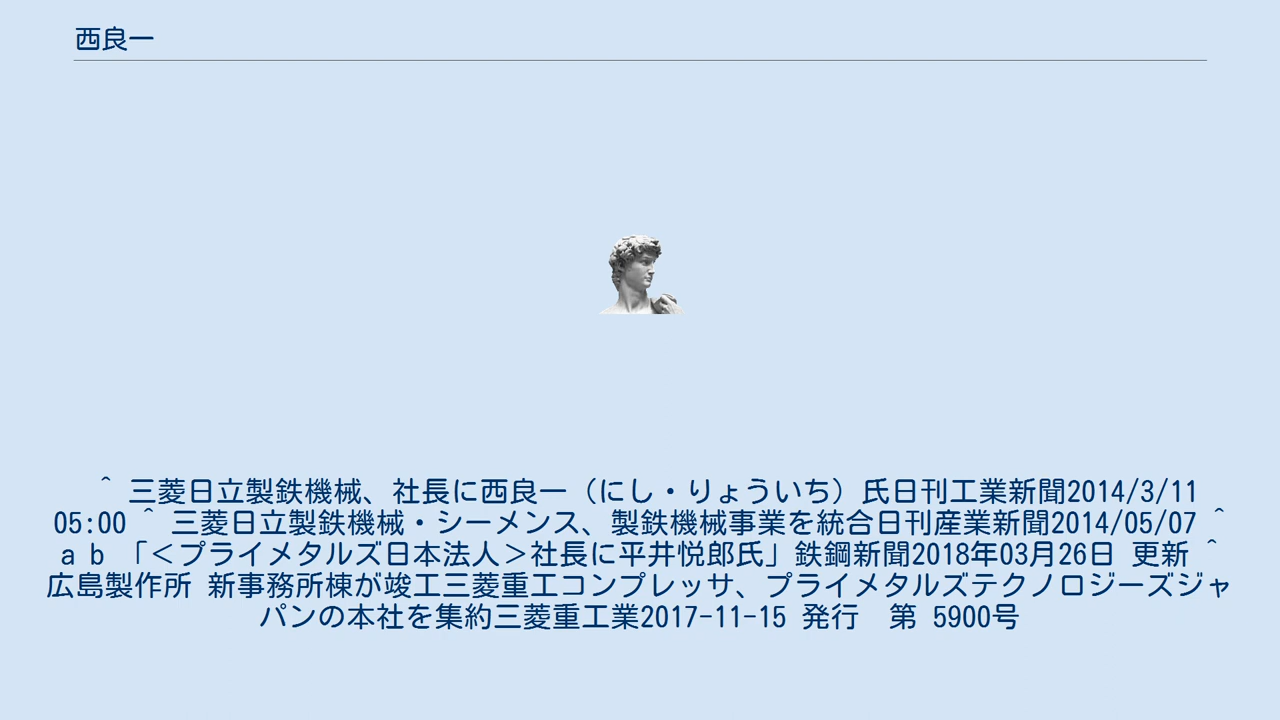 西良一
^ 三菱日立製鉄機械、社長に西良一（にし・りょういち）氏日刊工業新聞2014/3/11
05:00 ^ 三菱日立製鉄機械・シーメンス、製鉄機械事業を統合日刊産業新聞2014/05/07 ^
a b 「＜プライメタルズ日本法人＞社長に平井悦郎氏」鉄鋼新聞2018年03月26日 更新 ^
広島製作所 新事務所棟が竣工三菱重工コンプレッサ、プライメタルズテクノロジーズジャ
パンの本社を集約三菱重工業2017-11-15 発行　第 5900号